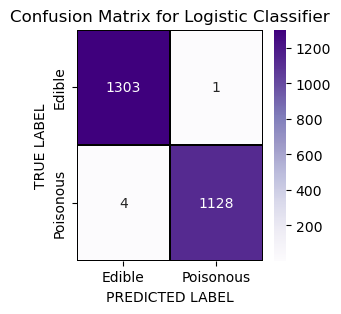 Confusion Matrix for Logistic Classifier
TRUE LABEL
Edible
Poisonous
1303 1
4 1128
Edible Poisonous
PREDICTED LABEL
1200
1000
800
600
400
200